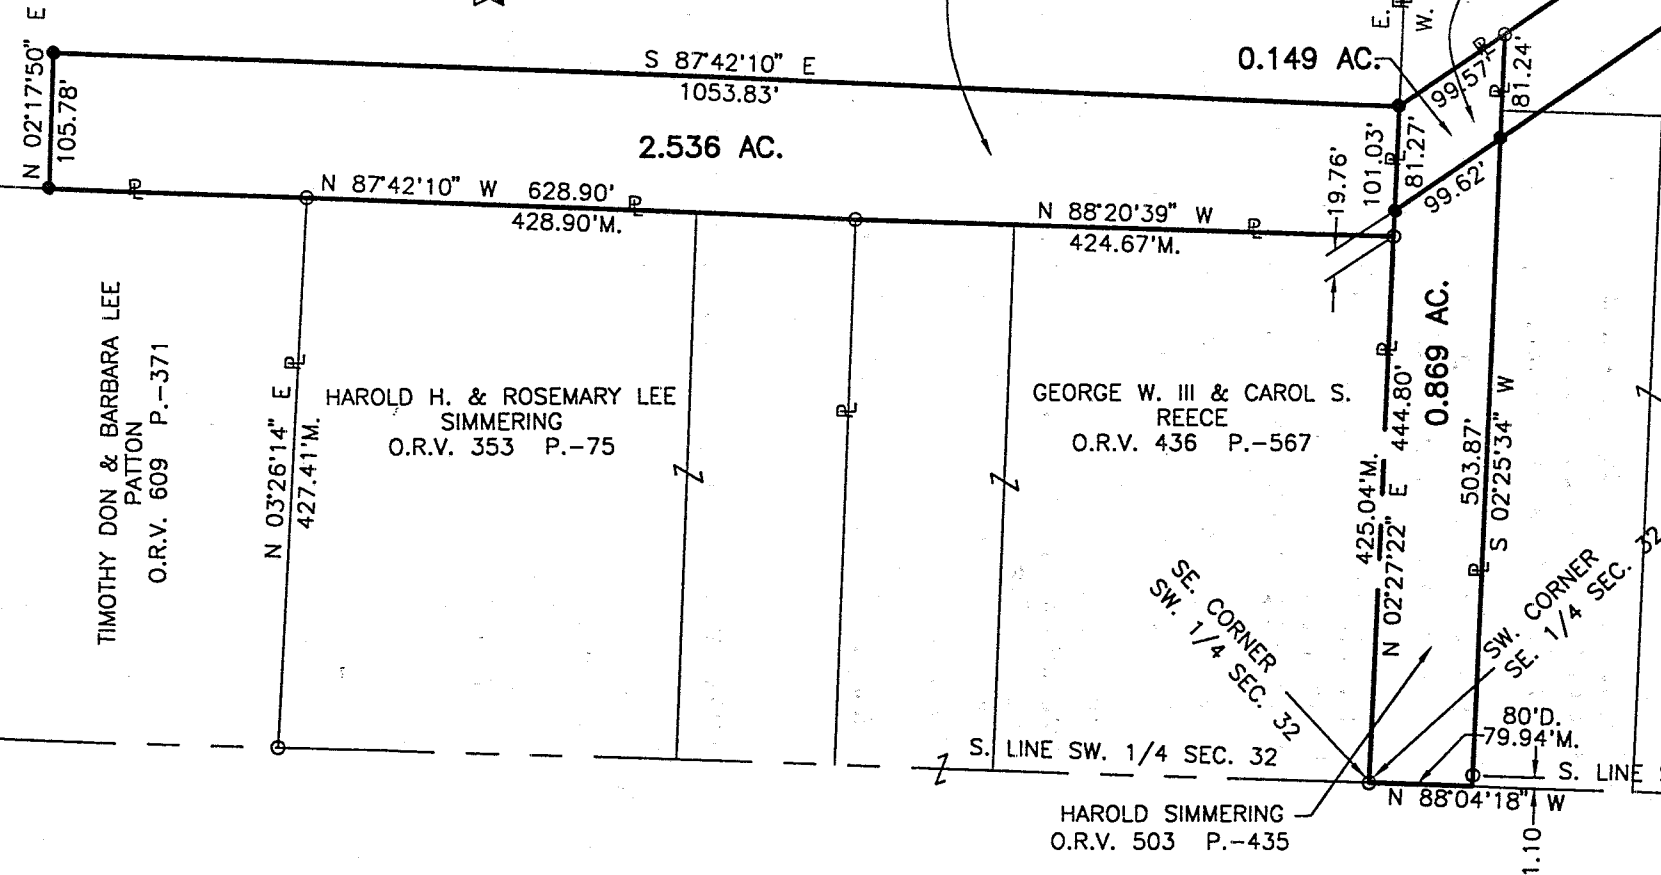 N 02°17'50" E
105.78'
S 87°42'10" E
1053.83'
2.536 AC.
N 87°42'10" W 628.90'
428.90'M.
N 88°20'39" W
424.67'M.
E.
W.
0.149 AC.
99.57'
81.24'
101.03'
81.27'
19.76'
99.62'
0.869 AC.
TIMOTHY DON & BARBARA LEE
PATTON
O.R.V. 609 P.-371
N 03°26'14" E
427.41'M.
HAROLD H. & ROSEMARY LEE
SIMMERING
O.R.V. 353 P.-75
GEORGE W. III & CAROL S.
REECE
O.R.V. 436 P.-567
425.04'M.
N 02°27'22" E 444.80'
503.87'
S 02°25'34" W
SE. CORNER
SW. 1/4 SEC. 32
SW. CORNER
SE. 1/4 SEC. 32
80'D.
79.94'M.
S. LINE SW. 1/4 SEC. 32
S. LINE
N 88°04'18" W
HAROLD SIMMERING
O.R.V. 503 P.-435
1.10